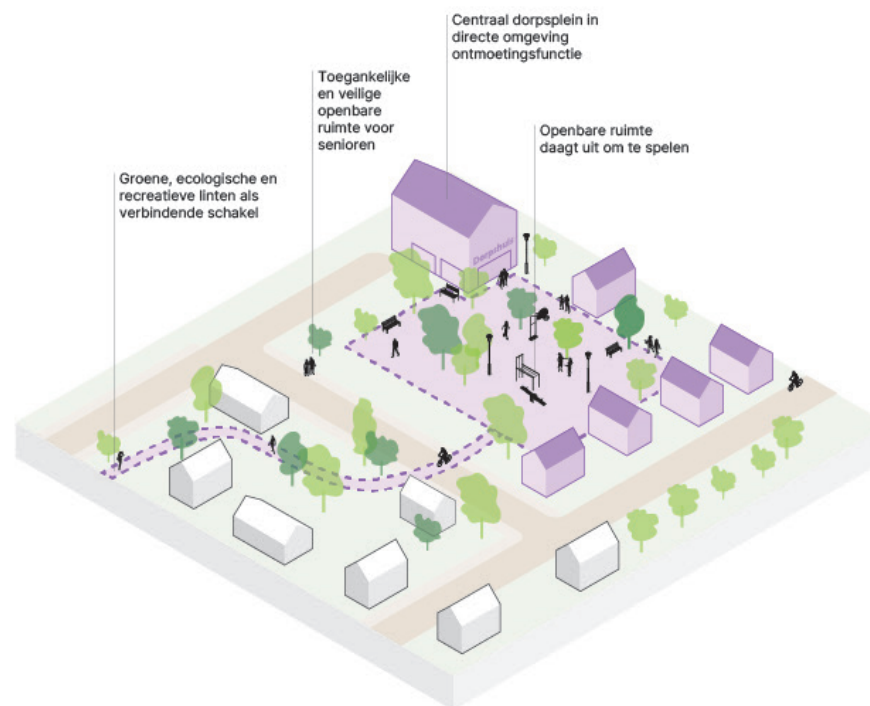 Centraal dorpsplein in
directe omgeving
ontmoetingsfunctie
Toegankelijke
en veilige
openbare
ruimte voor
senioren
Openbare ruimte
daagt uit om te spelen
Groene, ecologische en
recreatieve linten als
verbindende schakel
Dorpshuis